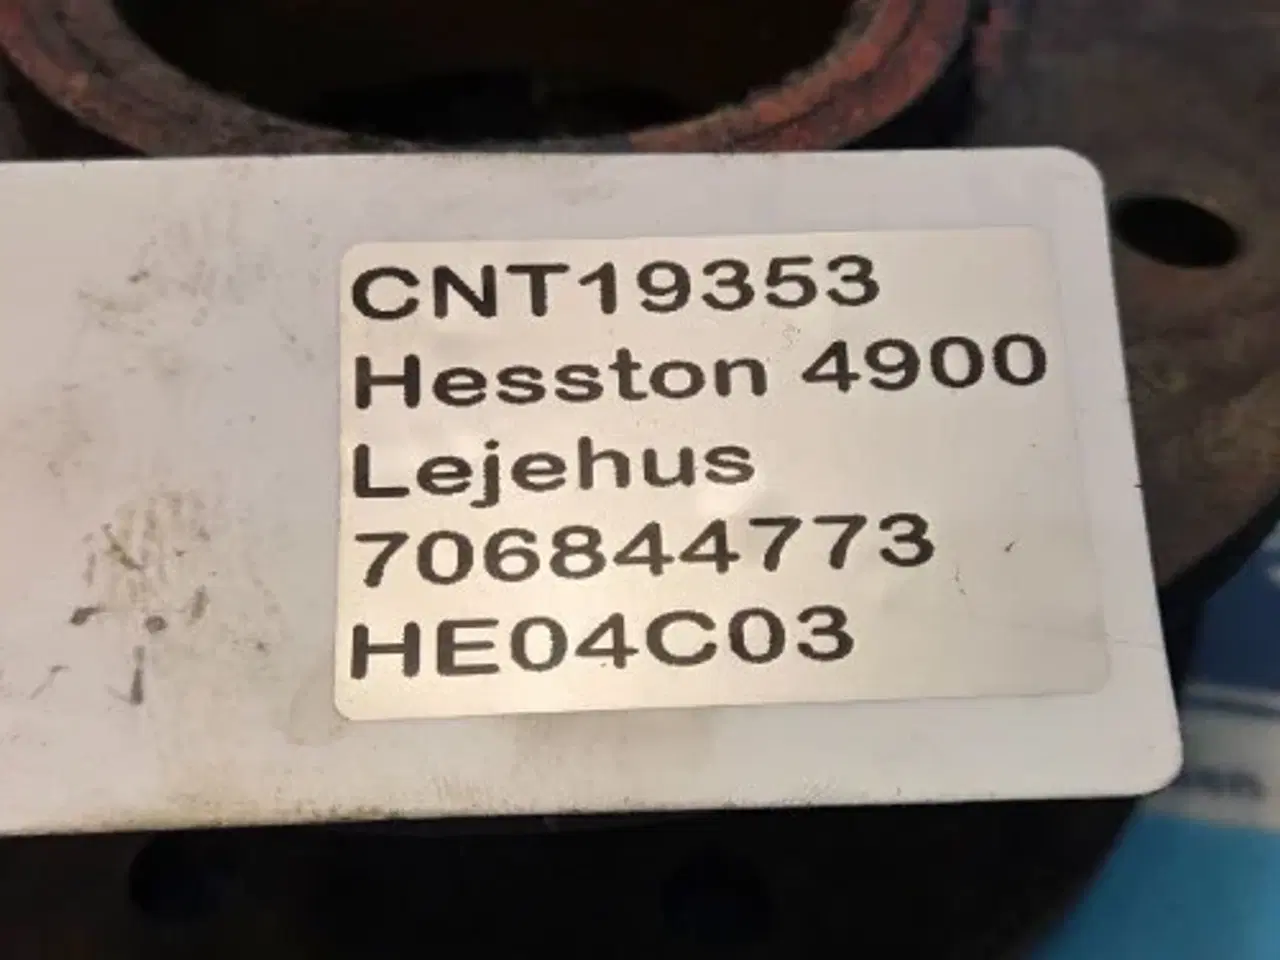 CNT19353
Hesston 4900
Lejehus
706844773
HE04C03